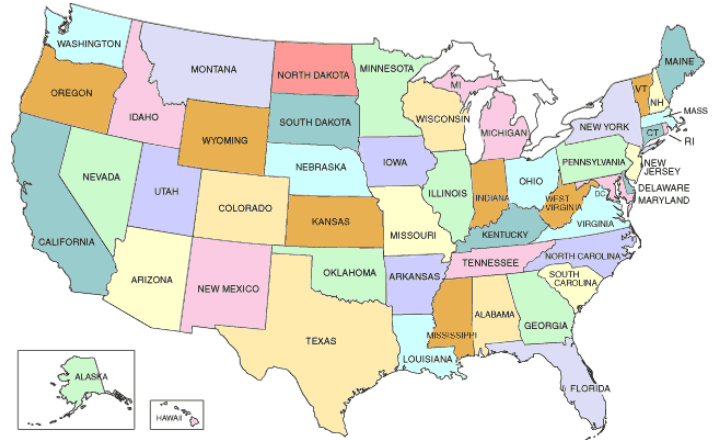 WASHINGTON
MONTANA
NORTH DAKOTA
MINNESOTA
MI
MAINE
OREGON
IDAHO
WYOMING
SOUTH DAKOTA
WISCONSIN
MICHIGAN
VT
NH
MASS
NEW YORK
CT
RI
NEVADA
UTAH
COLORADO
NEBRASKA
IOWA
ILLINOIS
INDIANA
OHIO
PENNSYLVANIA
NEW
JERSEY
DELAWARE
MARYLAND
DC
WEST
VIRGINIA
VIRGINIA
CALIFORNIA
KANSAS
MISSOURI
KENTUCKY
ARIZONA
NEW MEXICO
OKLAHOMA
ARKANSAS
TENNESSEE
NORTH CAROLINA
SOUTH
CAROLINA
TEXAS
LOUISIANA
MISSISSIPPI
ALABAMA
GEORGIA
FLORIDA
ALASKA
HAWAII